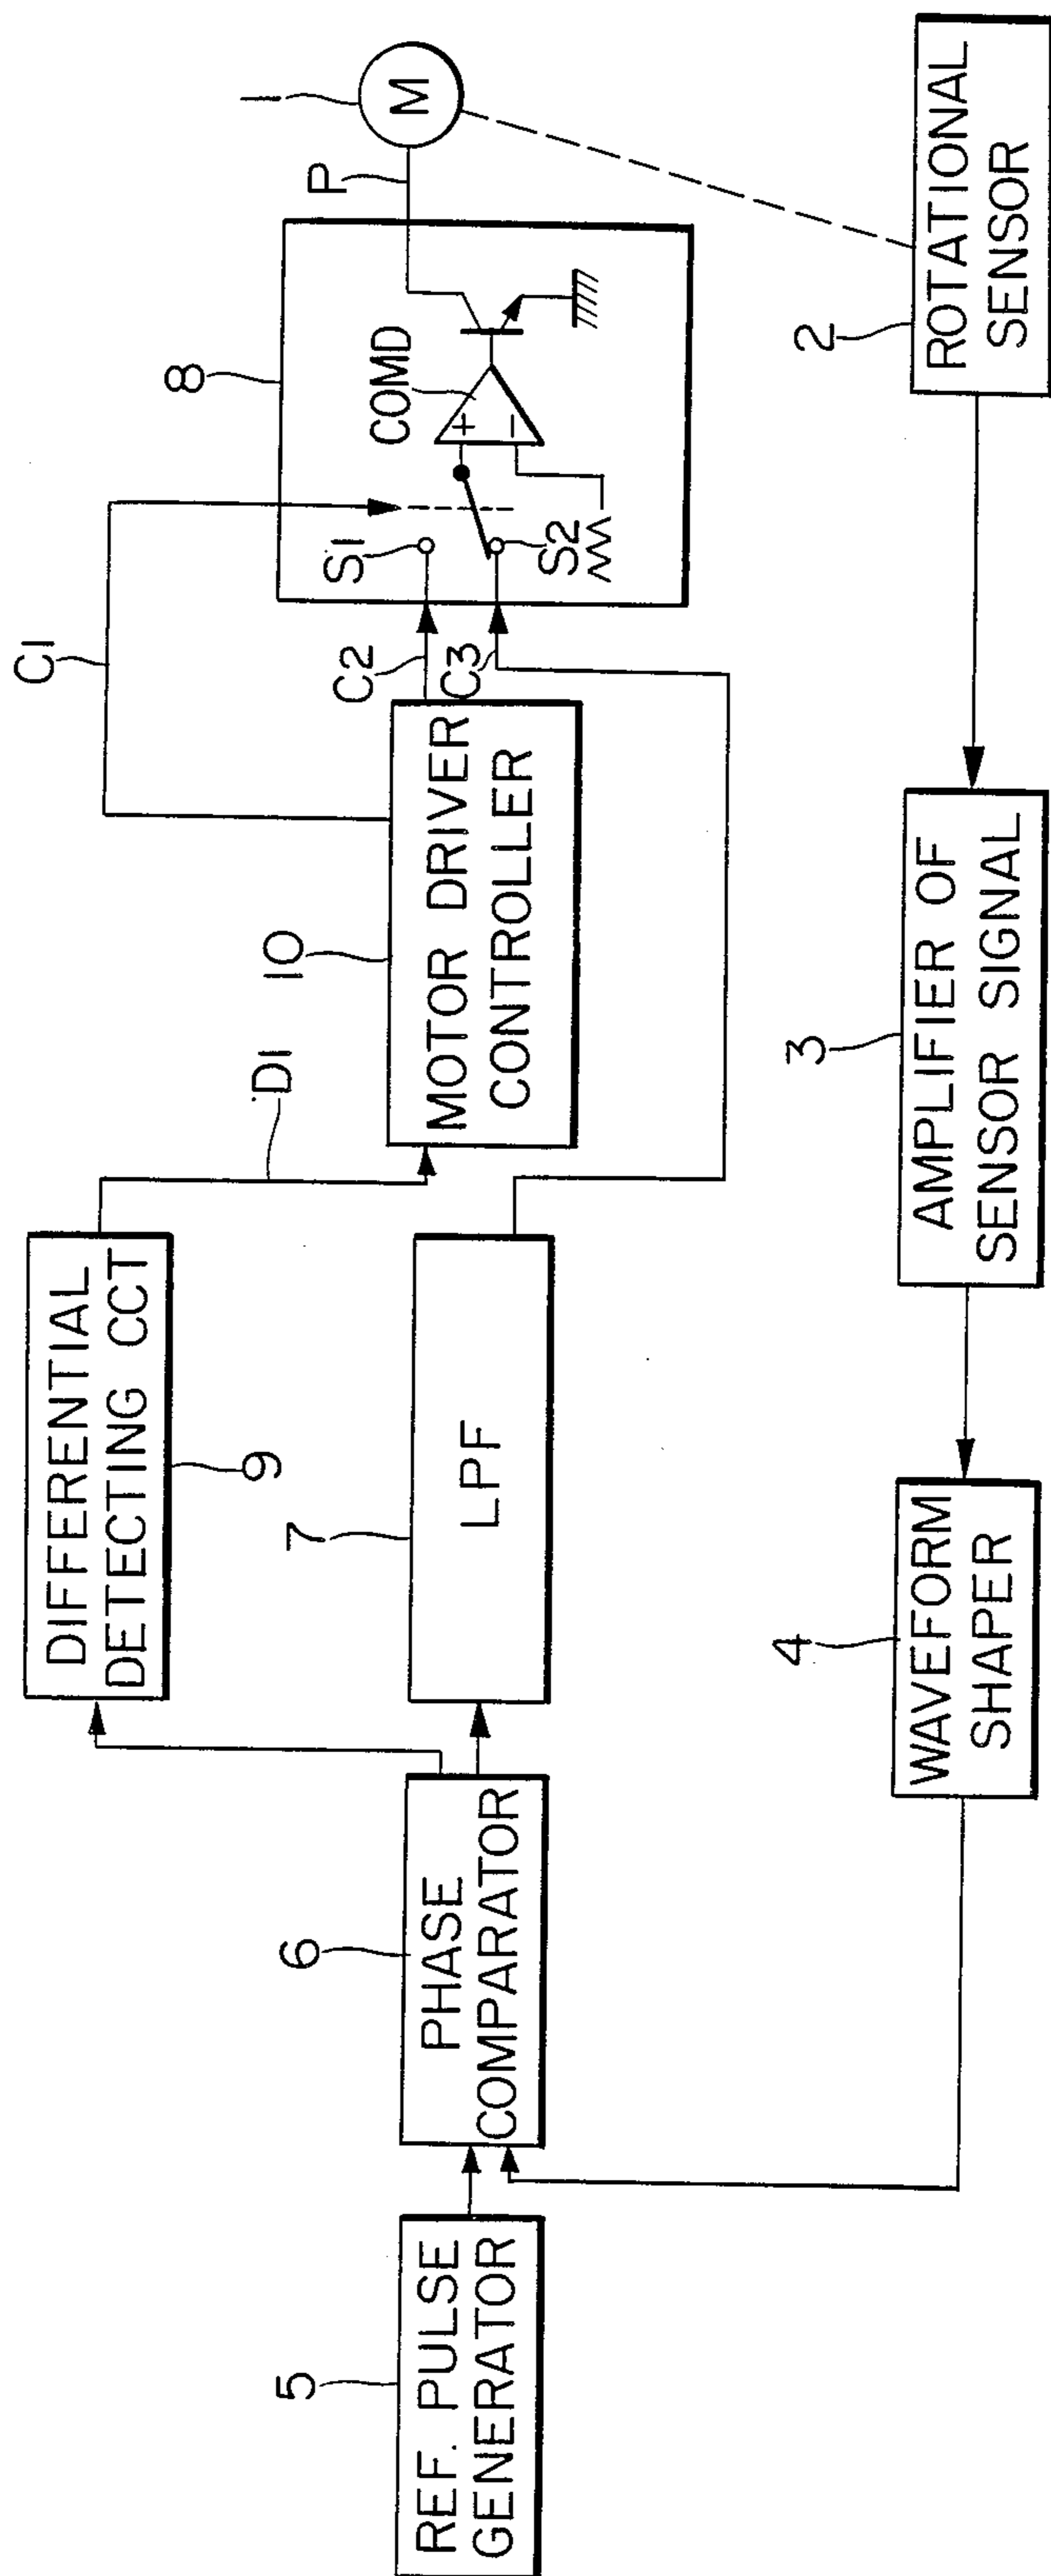 5
REF. PULSE
GENERATOR
6
PHASE
COMPARATOR
9
DIFFERENTIAL
DETECTING CCT
7
LPF
D1
10
MOTOR DRIVER
CONTROLLER
C1
C2
C3
8
S1
S2
COMD
+
−
P
1
M
2
ROTATIONAL
SENSOR
3
AMPLIFIER OF
SENSOR SIGNAL
4
WAVEFORM
SHAPER